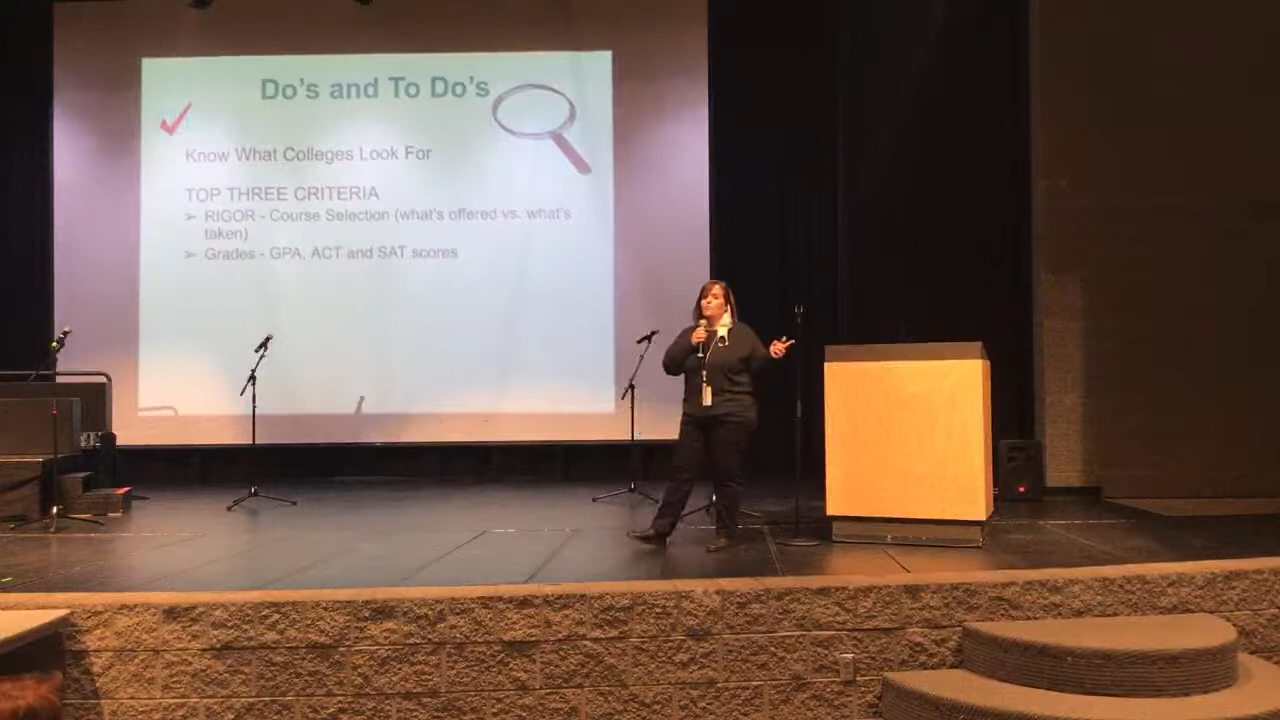 Do's and To Do's
Know What Colleges Look For
TOP THREE CRITERIA
➢ RIGOR - Course Selection (what's offered vs. what's
taken)
➢ Grades - GPA, ACT and SAT scores